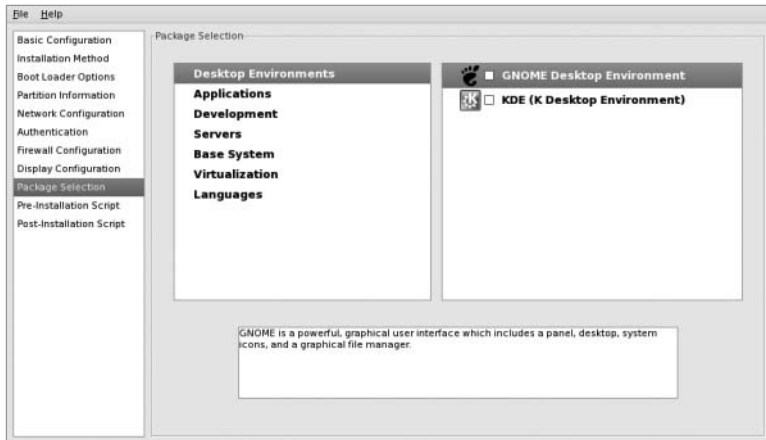 File Help
Basic Configuration
Installation Method
Boot Loader Options
Partition Information
Network Configuration
Authentication
Firewall Configuration
Display Configuration
Package Selection
Pre-Installation Script
Post-Installation Script
Package Selection
Desktop Environments
Applications
Development
Servers
Base System
Virtualization
Languages
GNOME Desktop Environment
KDE (K Desktop Environment)
GNOME is a powerful, graphical user interface which includes a panel, desktop, system
icons, and a graphical file manager.